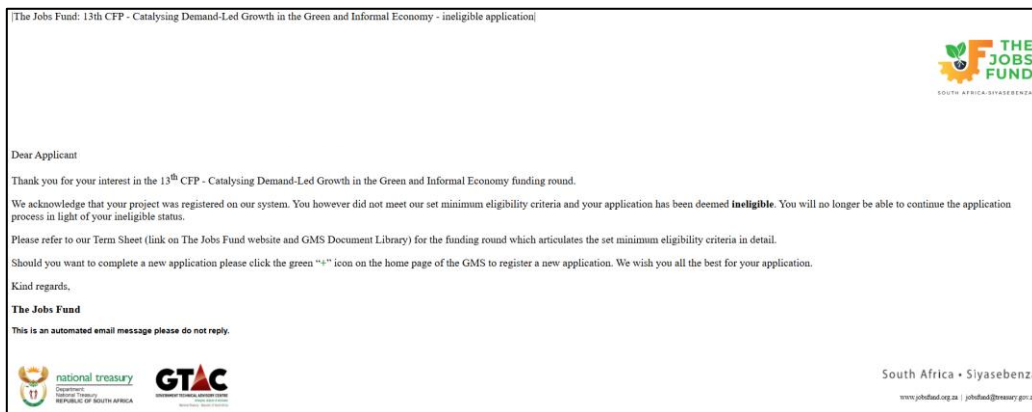 |The Jobs Fund: 13th CFP - Catalysing Demand-Led Growth in the Green and Informal Economy - ineligible application|
THE
JOBS
FUND
SOUTH AFRICA-SIYASEBENZA
Dear Applicant
Thank you for your interest in the 13th CFP - Catalysing Demand-Led Growth in the Green and Informal Economy funding round.
We acknowledge that your project was registered on our system. You however did not meet our set minimum eligibility criteria and your application has been deemed ineligible. You will no longer be able to continue the application
process in light of your ineligible status.
Please refer to our Term Sheet (link on The Jobs Fund website and GMS Document Library) for the funding round which articulates the set minimum eligibility criteria in detail.
Should you want to complete a new application please click the green “+” icon on the home page of the GMS to register a new application. We wish you all the best for your application.
Kind regards,
The Jobs Fund
This is an automated email message please do not reply.
national treasury
Department:
National Treasury
REPUBLIC OF SOUTH AFRICA
GTAC
GOVERNMENT TECHNICAL ADVISORY CENTRE
South Africa • Siyasebenza
www.jobsfund.org.za | jobsfund@treasury.gov.z